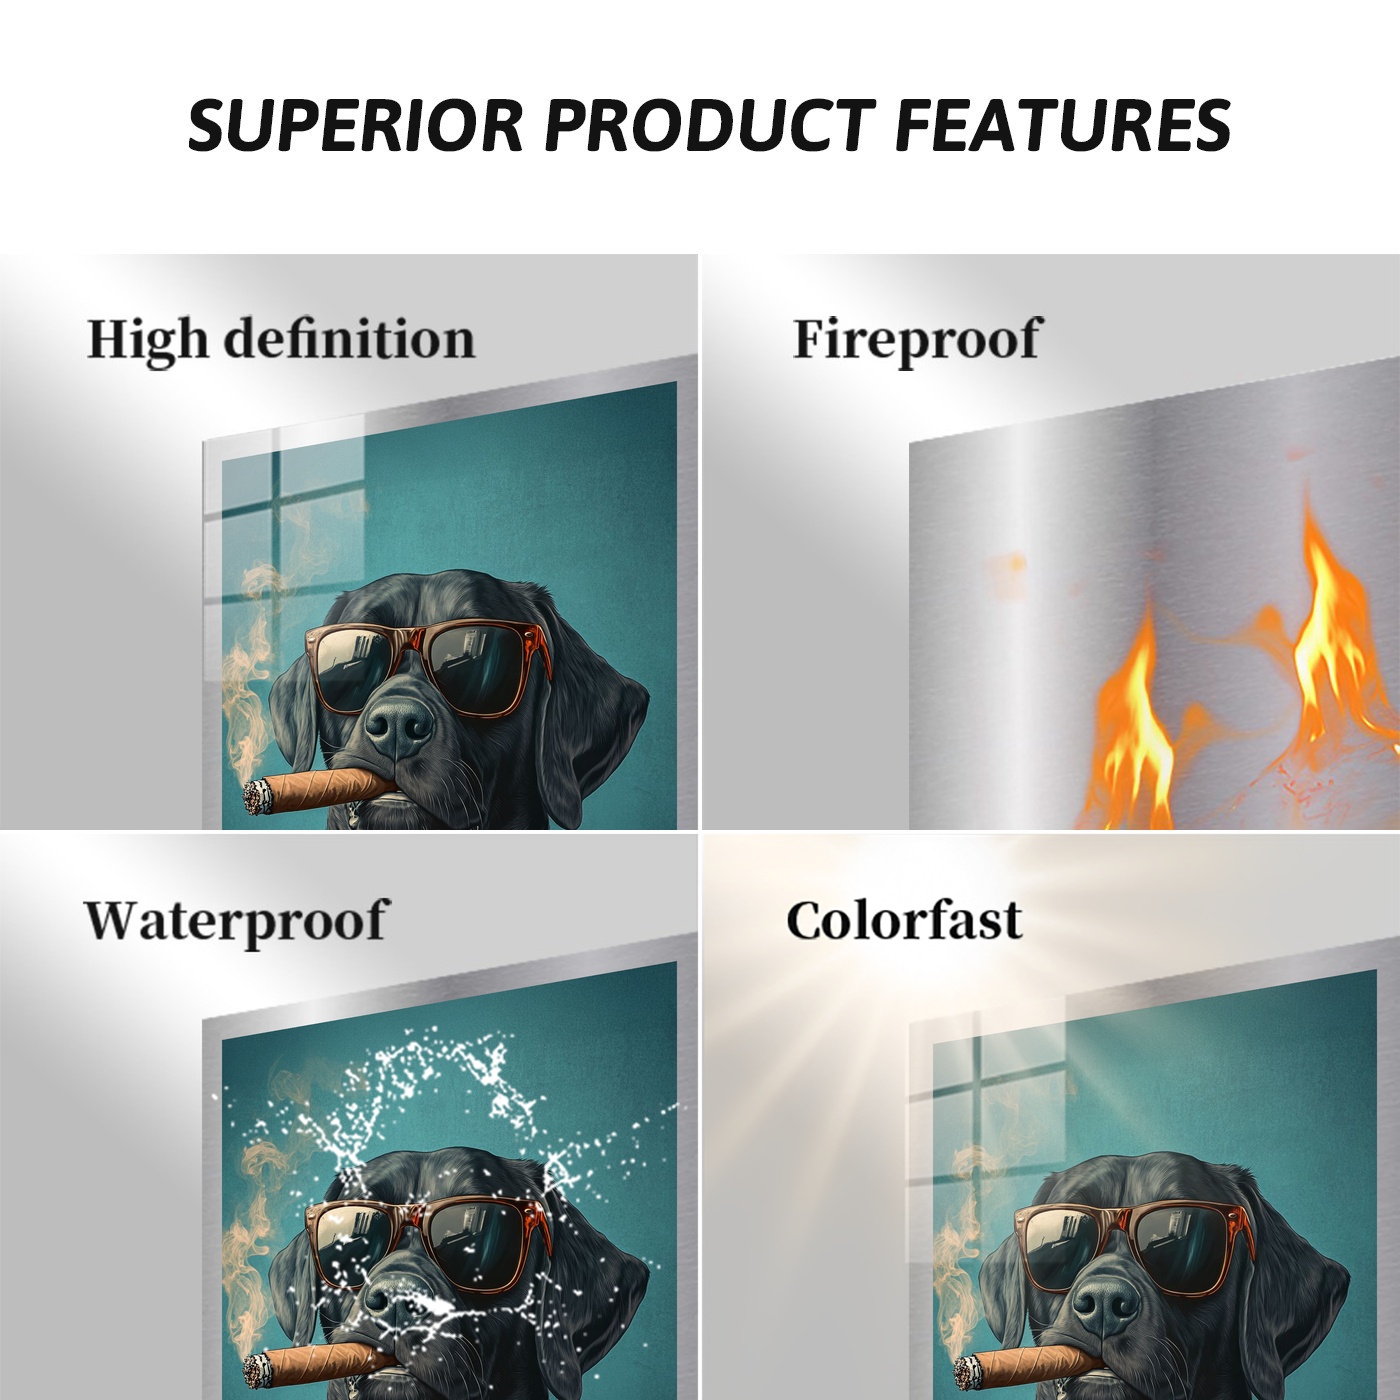 SUPERIOR PRODUCT FEATURES
High definition
Fireproof
Waterproof
Colorfast